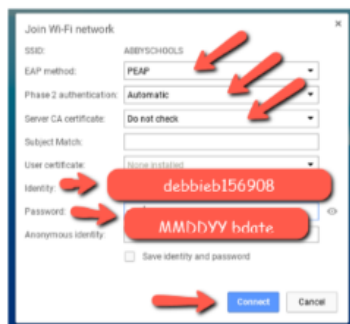 Join Wi-Fi network
SSID: ABBYSCHOOLS
EAP method: PEAP
Phase 2 authentication: Automatic
Server CA certificate: Do not check
Subject Match:
User certificate: None installed
Identity: debbieb156908
Password: MMDDYY bdate
Anonymous identity:
Save identity and password
Connect Cancel